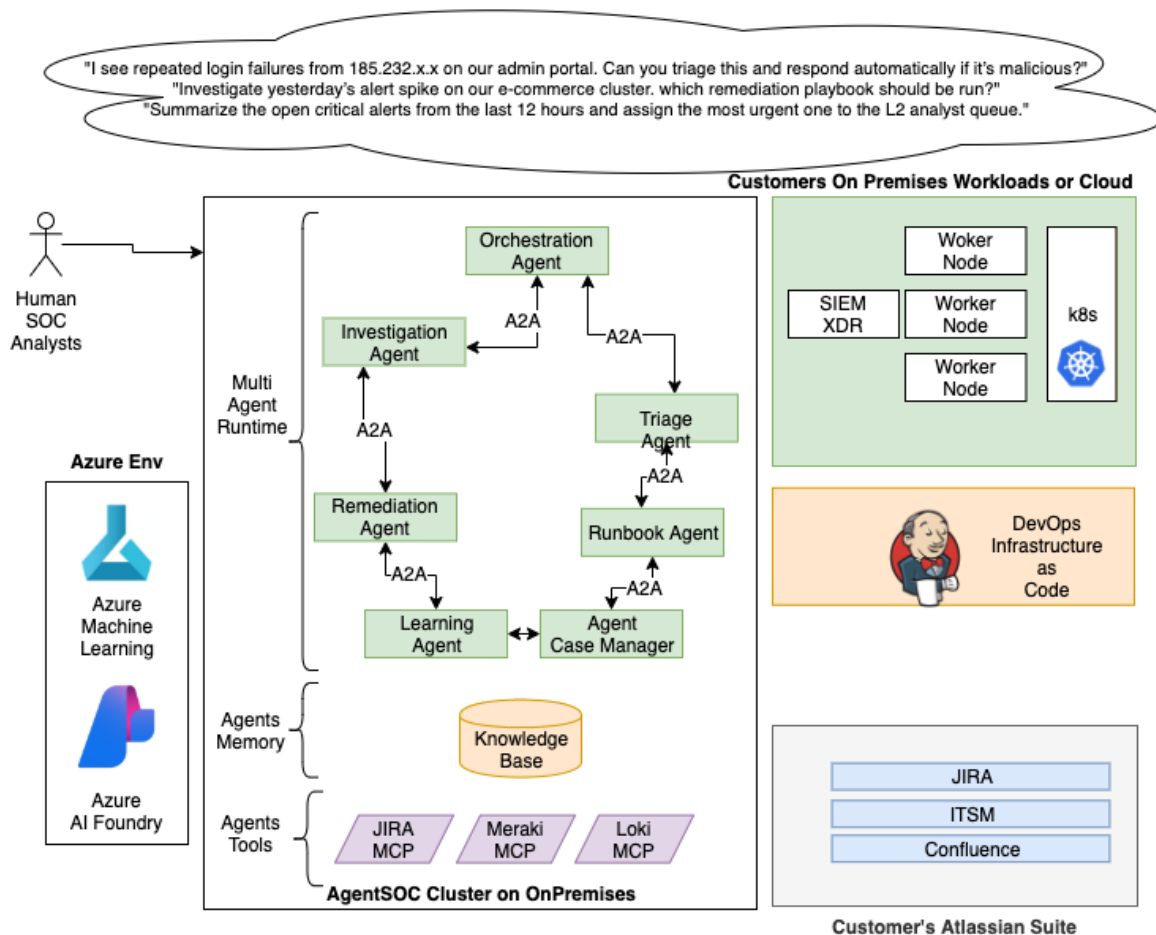 "I see repeated login failures from 185.232.x.x on our admin portal. Can you triage this and respond automatically if it's malicious?"
"Investigate yesterday's alert spike on our e-commerce cluster. which remediation playbook should be run?"
"Summarize the open critical alerts from the last 12 hours and assign the most urgent one to the L2 analyst queue."
Customers On Premises Workloads or Cloud
Human
SOC
Analysts
Multi
Agent
Runtime
Orchestration
Agent
A2A
A2A
Investigation
Agent
A2A
Triage
Agent
A2A
Remediation
Agent
Runbook Agent
A2A
A2A
Learning
Agent
Agent
Case Manager
Agents
Memory
Knowledge
Base
Agents
Tools
JIRA
MCP
Meraki
MCP
Loki
MCP
AgentSOC Cluster on OnPremises
Azure Env
Azure
Machine
Learning
Azure
AI Foundry
Woker
Node
SIEM
XDR
Worker
Node
Worker
Node
k8s
DevOps
Infrastructure
as
Code
JIRA
ITSM
Confluence
Customer's Atlassian Suite